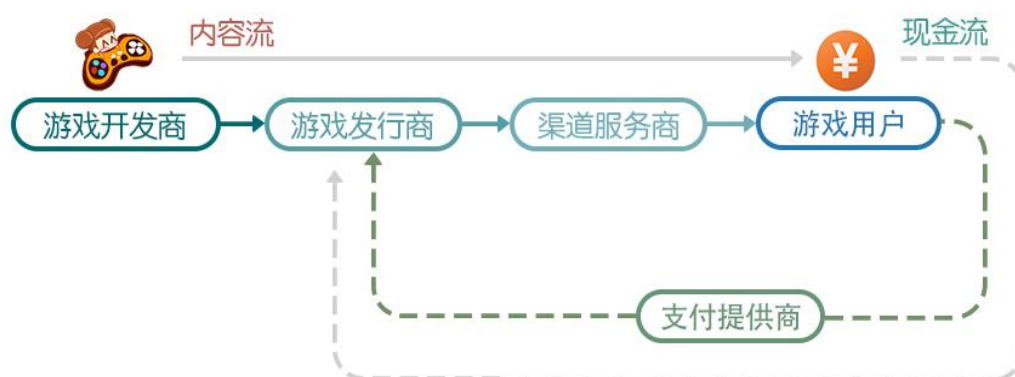 内容流
现金流
¥
游戏开发商
游戏发行商
渠道服务商
游戏用户
支付提供商